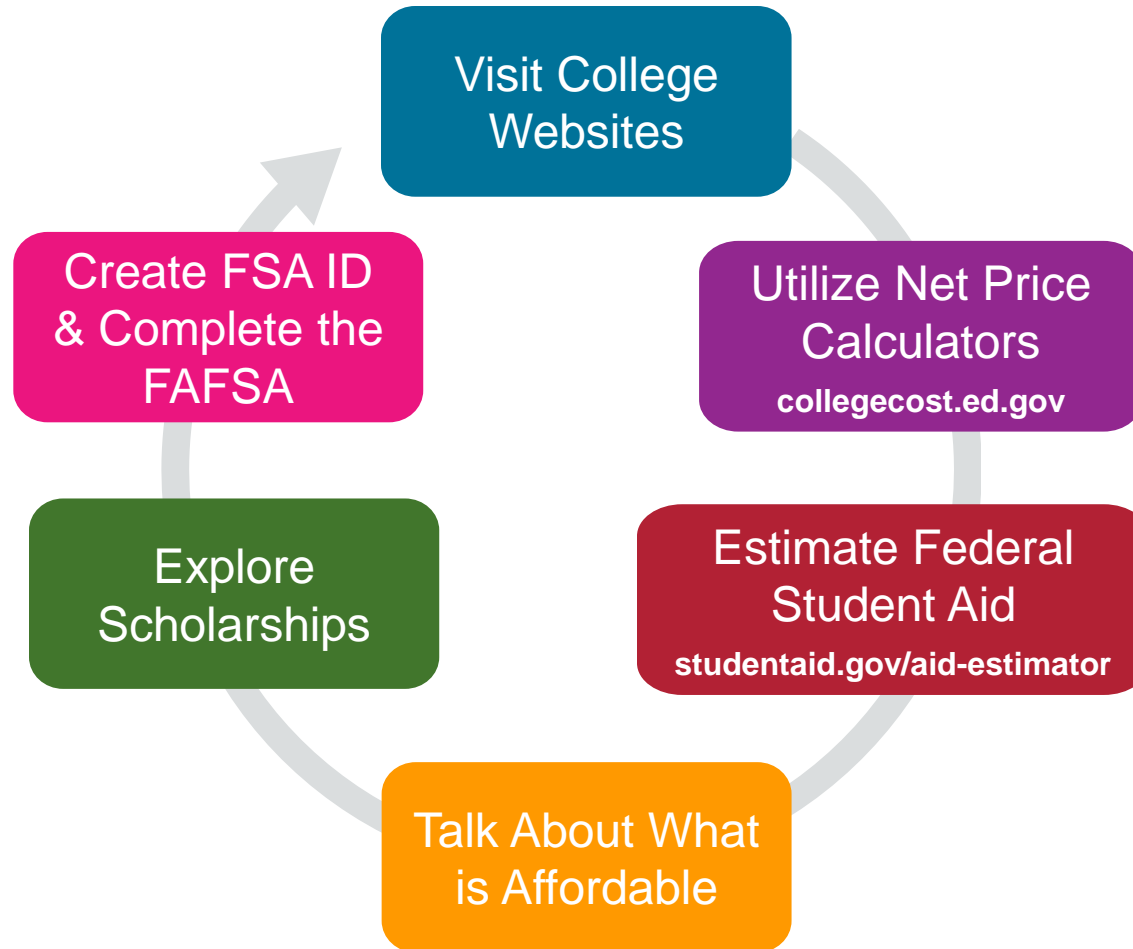 Visit College
Websites
Utilize Net Price
Calculators
collegecost.ed.gov
Estimate Federal
Student Aid
studentaid.gov/aid-estimator
Talk About What
is Affordable
Explore
Scholarships
Create FSA ID
& Complete the
FAFSA